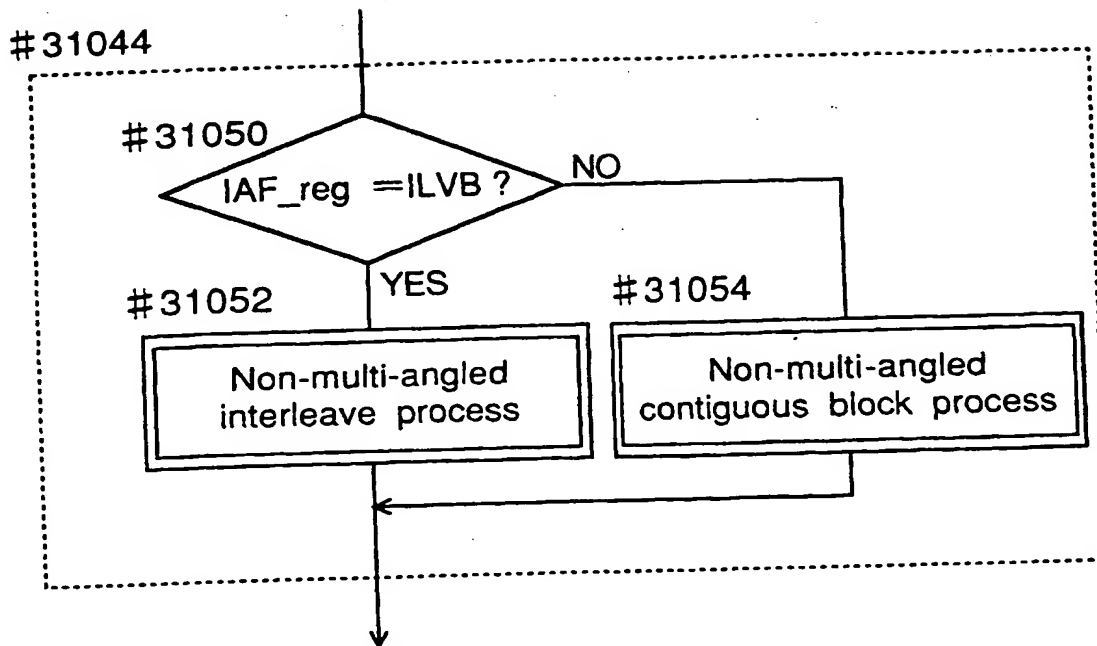 #31044
#31050
IAF_reg =ILVB ?
NO
YES
#31052
#31054
Non-multi-angled
interleave process
Non-multi-angled
contiguous block process